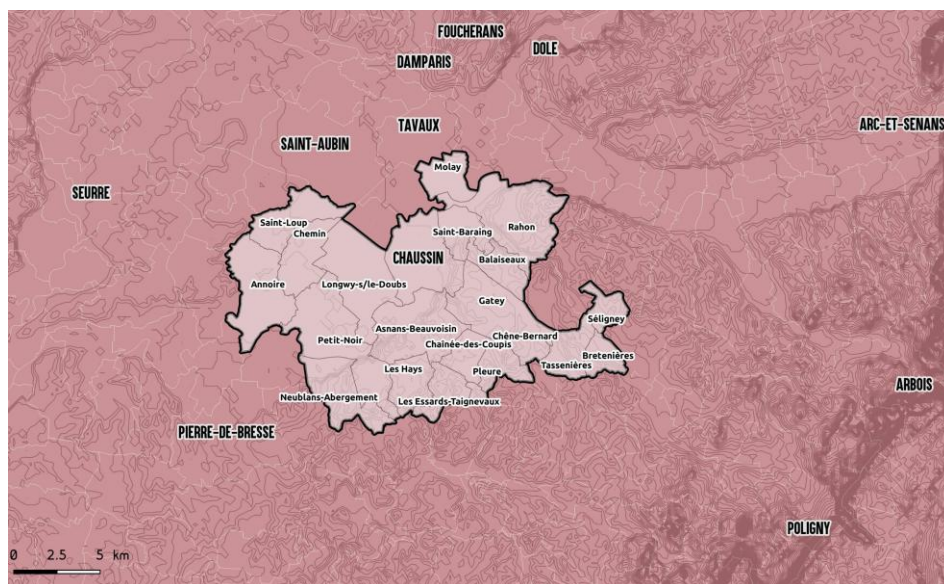 FOUCHERANS
DOLE
DAMPARIS
TAVAUX
ARC-ET-SENANS
SAINT-AUBIN
Molay
SEURRE
Saint-Loup
Chemin
Saint-Baraing
Rahon
CHAUSSIN
Balaiseaux
Annoire
Longwy-s/le-Doubs
Gatey
Séligney
Asnans-Beauvoisin
Petit-Noir
Chêne-Bernard
Chaînée-des-Coupis
Bretenières
Tassenières
Les Hays
Pleure
ARBOIS
Neublans-Abergement
Les Essards-Taignevaux
PIERRE-DE-BRESSE
POLIGNY
0 2.5 5 km